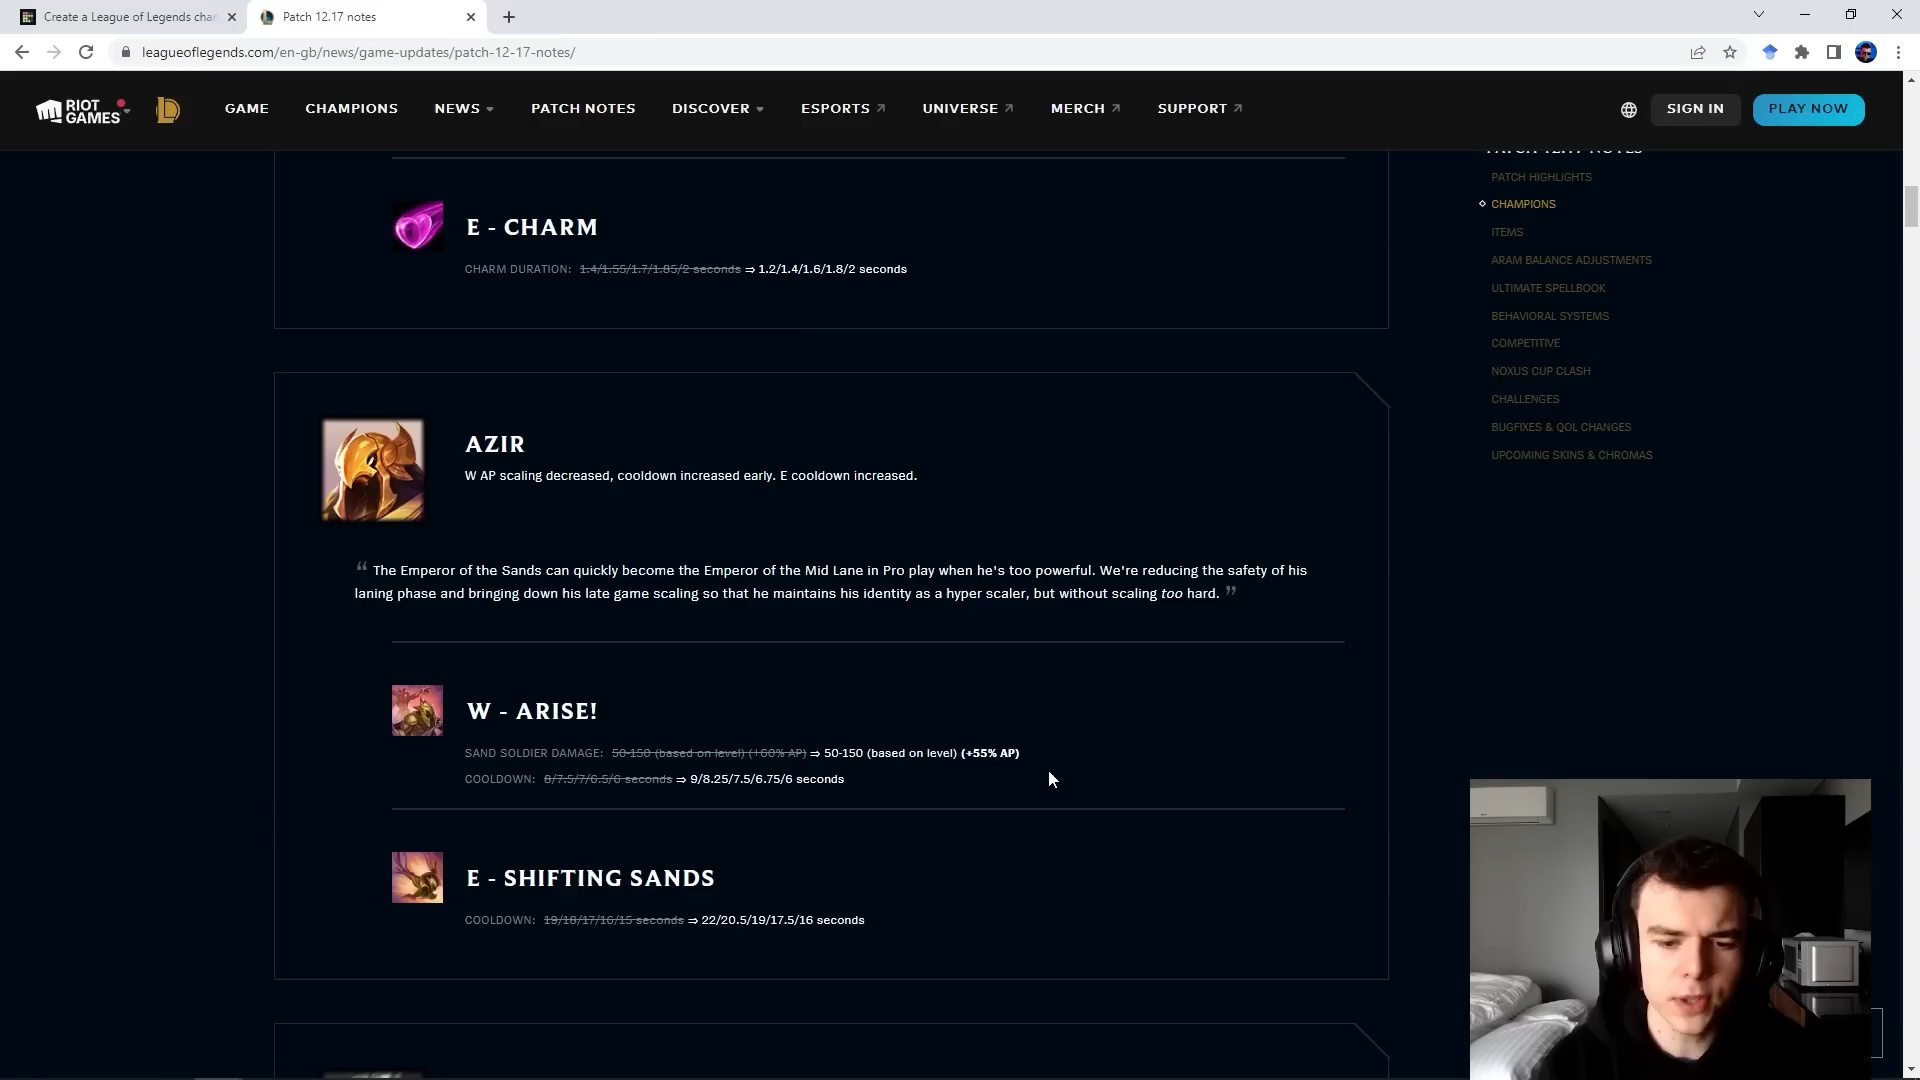 Create a League of Legends chan
Patch 12.17 notes
leagueoflegends.com/en-gb/news/game-updates/patch-12-17-notes/
RIOT GAMES
GAME
CHAMPIONS
NEWS
PATCH NOTES
DISCOVER
ESPORTS
UNIVERSE
MERCH
SUPPORT
SIGN IN
PLAY NOW
PATCH 12.17 NOTES
PATCH HIGHLIGHTS
CHAMPIONS
ITEMS
ARAM BALANCE ADJUSTMENTS
ULTIMATE SPELLBOOK
BEHAVIORAL SYSTEMS
COMPETITIVE
NOXUS CUP CLASH
CHALLENGES
BUGFIXES & QOL CHANGES
UPCOMING SKINS & CHROMAS
E - CHARM
CHARM DURATION: 1.4/1.55/1.7/1.85/2 seconds ⇒ 1.2/1.4/1.6/1.8/2 seconds
AZIR
W AP scaling decreased, cooldown increased early. E cooldown increased.
“ The Emperor of the Sands can quickly become the Emperor of the Mid Lane in Pro play when he's too powerful. We're reducing the safety of his
laning phase and bringing down his late game scaling so that he maintains his identity as a hyper scaler, but without scaling too hard. ”
W - ARISE!
SAND SOLDIER DAMAGE: 50-150 (based on level) (+60% AP) ⇒ 50-150 (based on level) (+55% AP)
COOLDOWN: 8/7.5/7/6.5/6 seconds ⇒ 9/8.25/7.5/6.75/6 seconds
E - SHIFTING SANDS
COOLDOWN: 19/18/17/16/15 seconds ⇒ 22/20.5/19/17.5/16 seconds